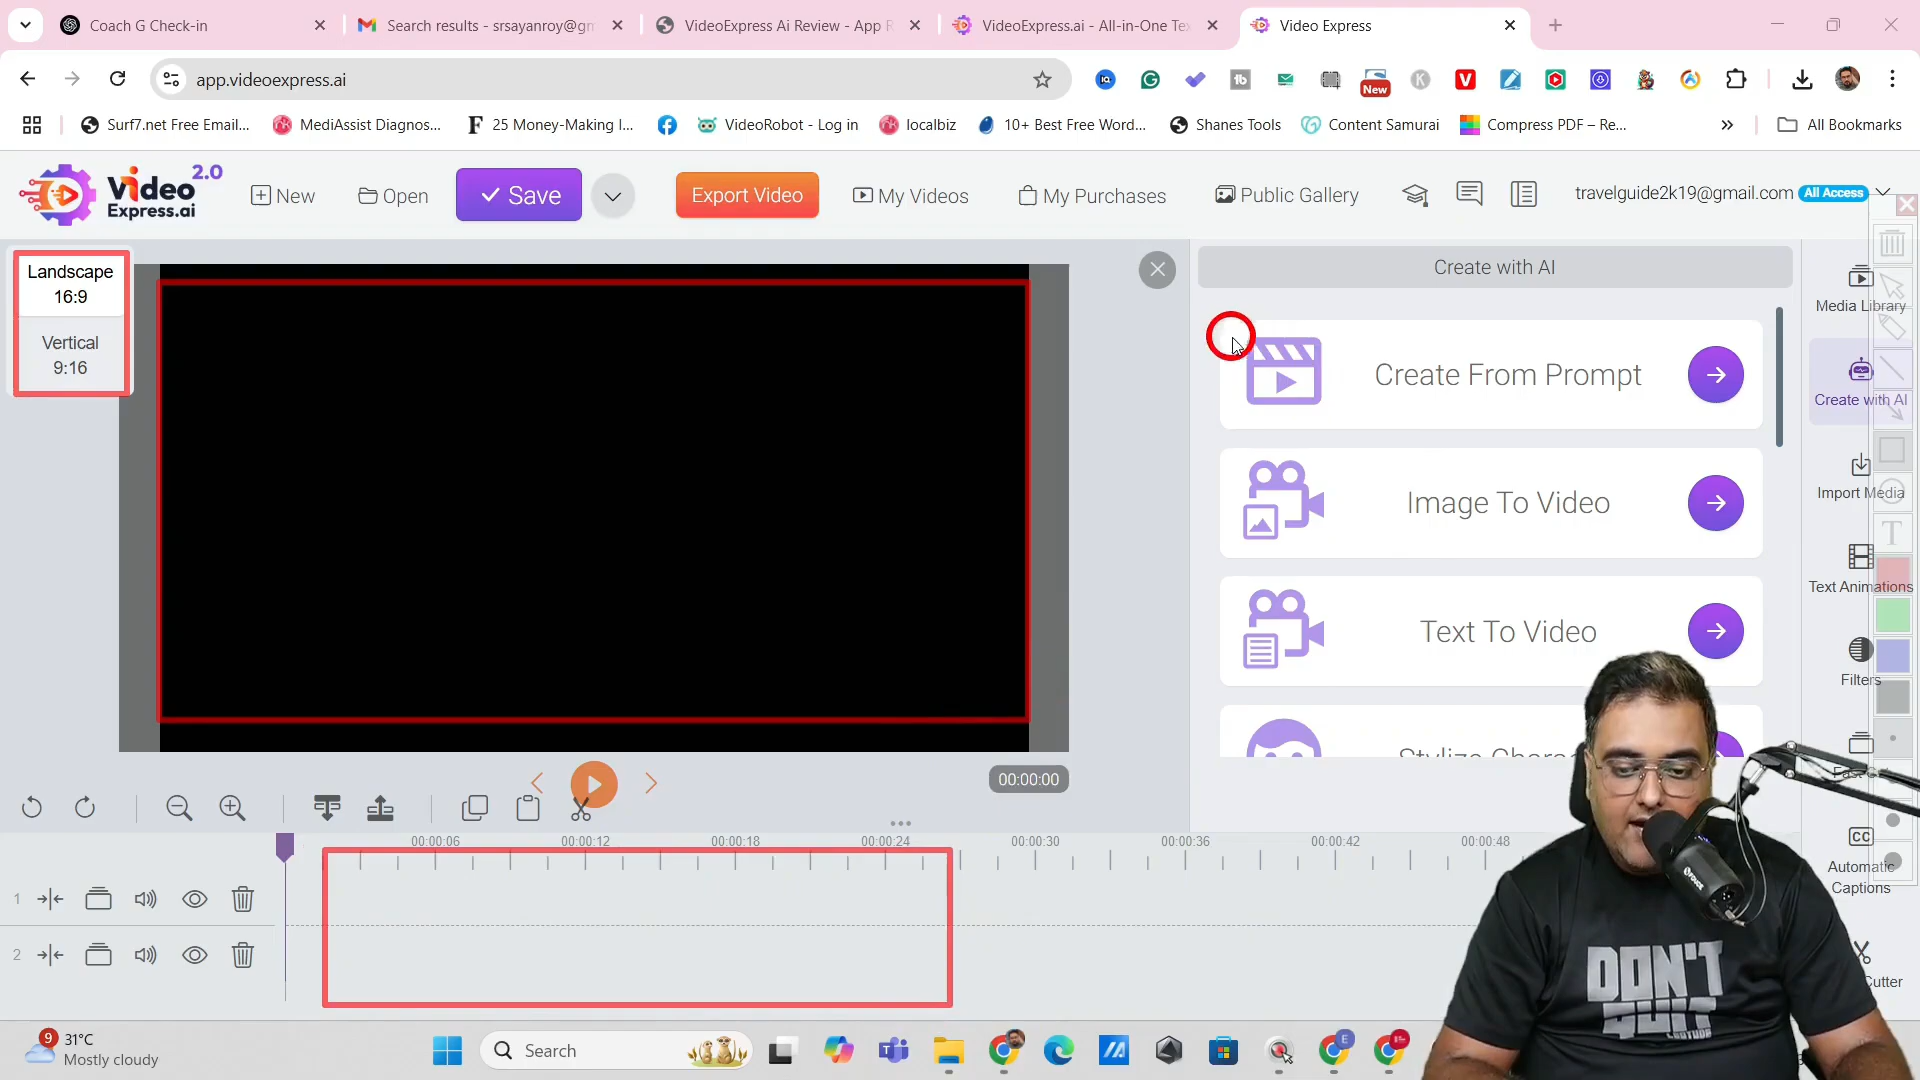 Coach G Check-in
Search results - srsayanroy@gm
VideoExpress Ai Review - App R
VideoExpress.ai - All-in-One Tex
Video Express
app.videoexpress.ai
New
Surf7.net Free Email...
MediAssist Diagnos...
25 Money-Making I...
VideoRobot - Log in
localbiz
10+ Best Free Word...
Shanes Tools
Content Samurai
Compress PDF – Re...
All Bookmarks
Video Express.ai 2.0
New
Open
Save
Export Video
My Videos
My Purchases
Public Gallery
travelguide2k19@gmail.com
All Access
Landscape
16:9
Vertical
9:16
Create with AI
Create From Prompt
Image To Video
Text To Video
Media Library
Create with AI
Import Media
Text Animations
Filters
CC
Automatic
Captions
Cutter
00:00:00
00:00:06
00:00:12
00:00:18
00:00:24
00:00:30
00:00:36
00:00:42
00:00:48
1
2
DON'T
QUIT
9
31°C
Mostly cloudy
Search